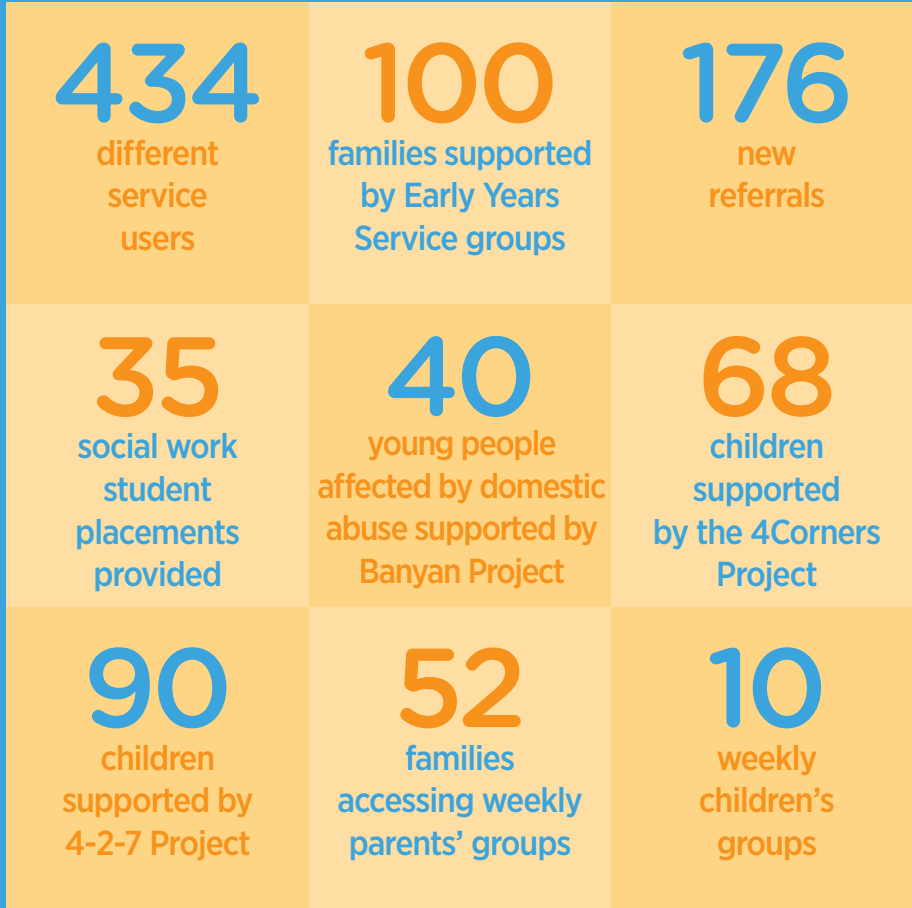 434
different
service
users
100
families supported
by Early Years
Service groups
176
new
referrals
35
social work
student
placements
provided
40
young people
affected by domestic
abuse supported by
Banyan Project
68
children
supported
by the 4Corners
Project
90
children
supported by
4-2-7 Project
52
families
accessing weekly
parents’ groups
10
weekly
children’s
groups